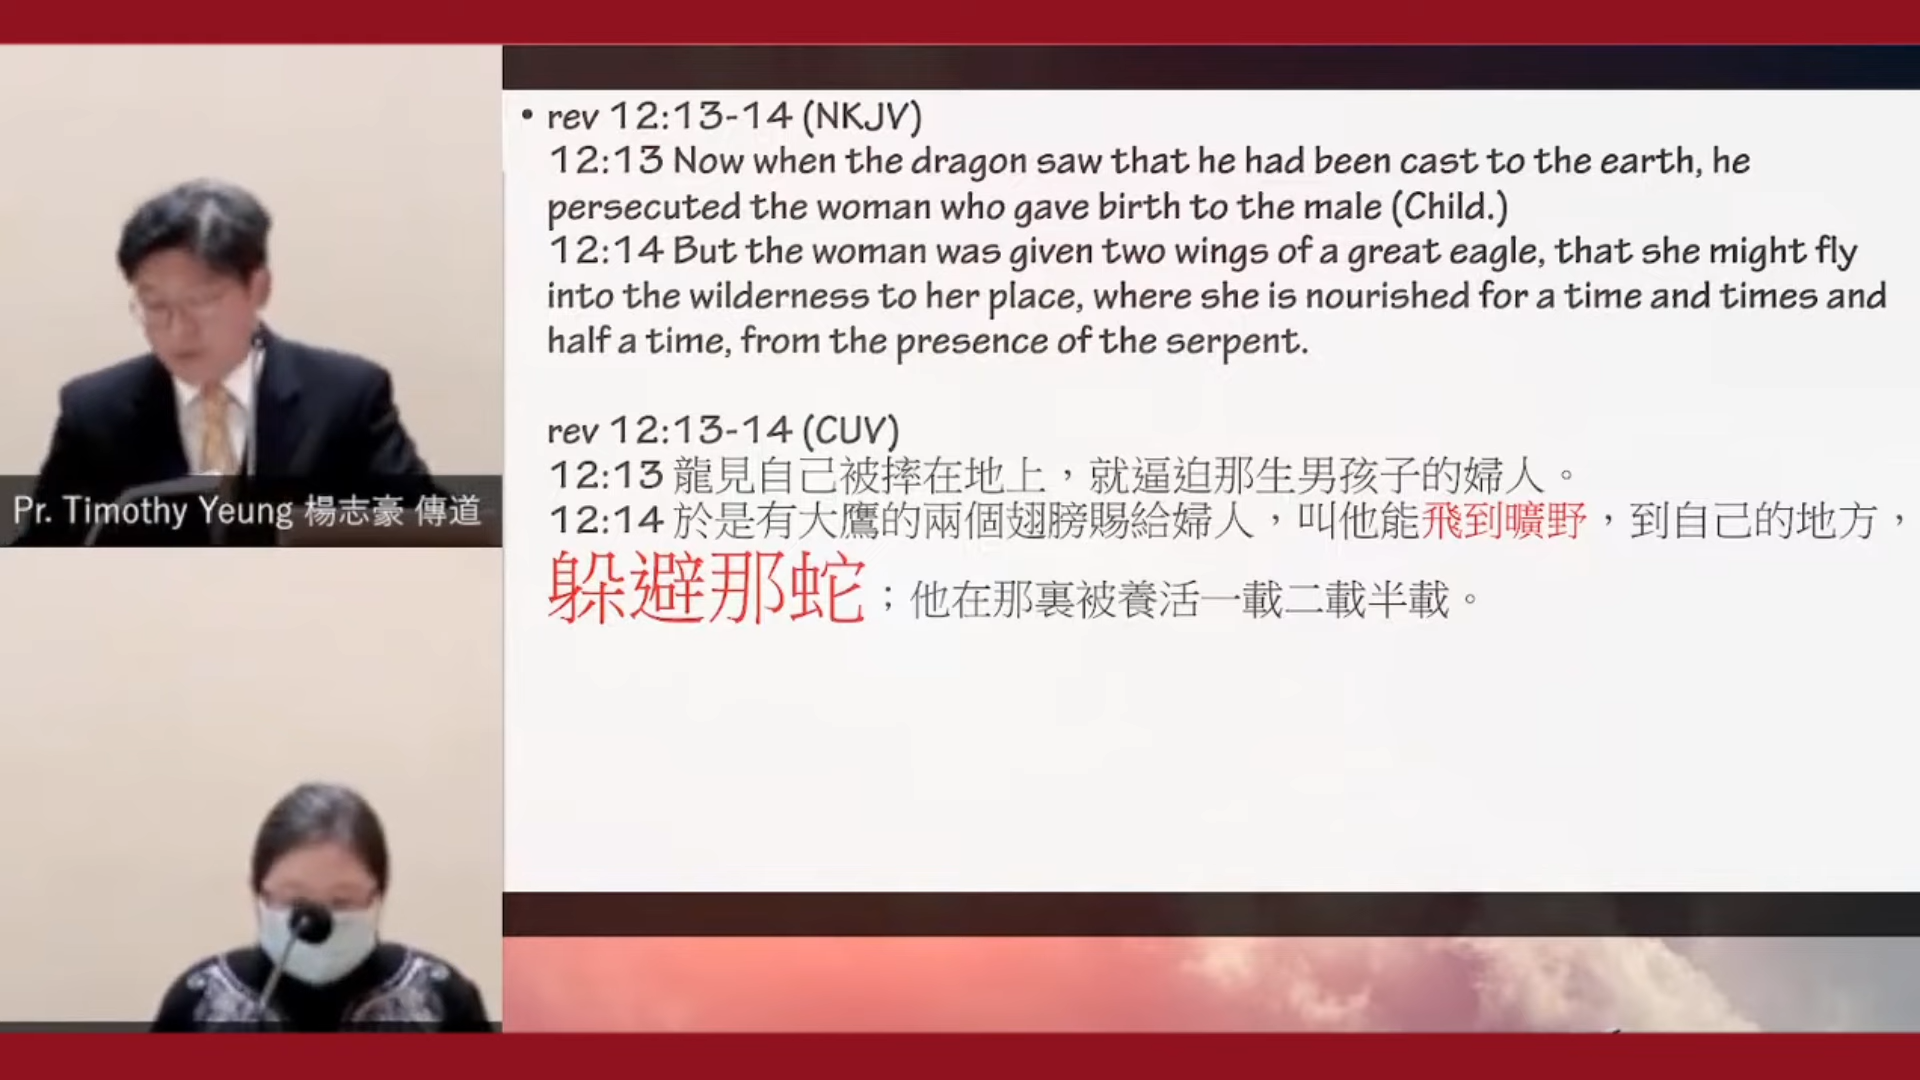 Pr. Timothy Yeung 楊志豪 傳道
• rev 12:13-14 (NKJV)
12:13 Now when the dragon saw that he had been cast to the earth, he
persecuted the woman who gave birth to the male (Child.)
12:14 But the woman was given two wings of a great eagle, that she might fly
into the wilderness to her place, where she is nourished for a time and times and
half a time, from the presence of the serpent.
rev 12:13-14 (CUV)
12:13 龍見自己被摔在地上，就逼迫那生男孩子的婦人。
12:14 於是有大鷹的兩個翅膀賜給婦人，叫他能飛到曠野，到自己的地方，
躲避那蛇；他在那裏被養活一載二載半載。